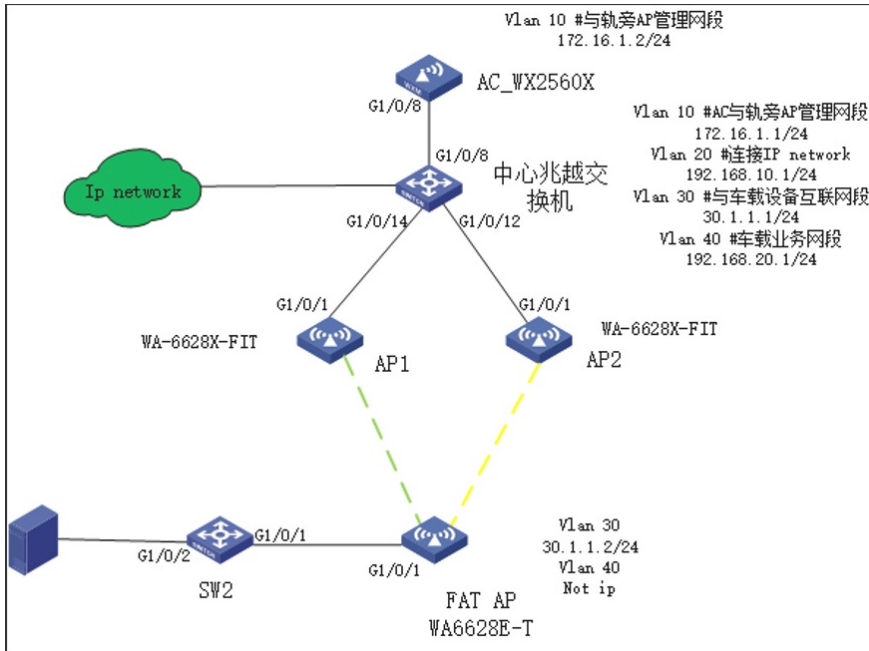 Vlan 10 #与轨旁AP管理网段
172.16.1.2/24
AC_WX2560X
G1/0/8
Vlan 10 #AC与轨旁AP管理网段
172.16.1.1/24
Vlan 20 #连接IP network
192.168.10.1/24
Vlan 30 #与车载设备互联网段
30.1.1.1/24
Vlan 40 #车载业务网段
192.168.20.1/24
G1/0/8
中心兆越交
换机
Ip network
G1/0/14
G1/0/12
G1/0/1
G1/0/1
WA-6628X-FIT
WA-6628X-FIT
AP1
AP2
G1/0/1
G1/0/2
SW2
G1/0/1
FAT AP
WA6628E-T
Vlan 30
30.1.1.2/24
Vlan 40
Not ip